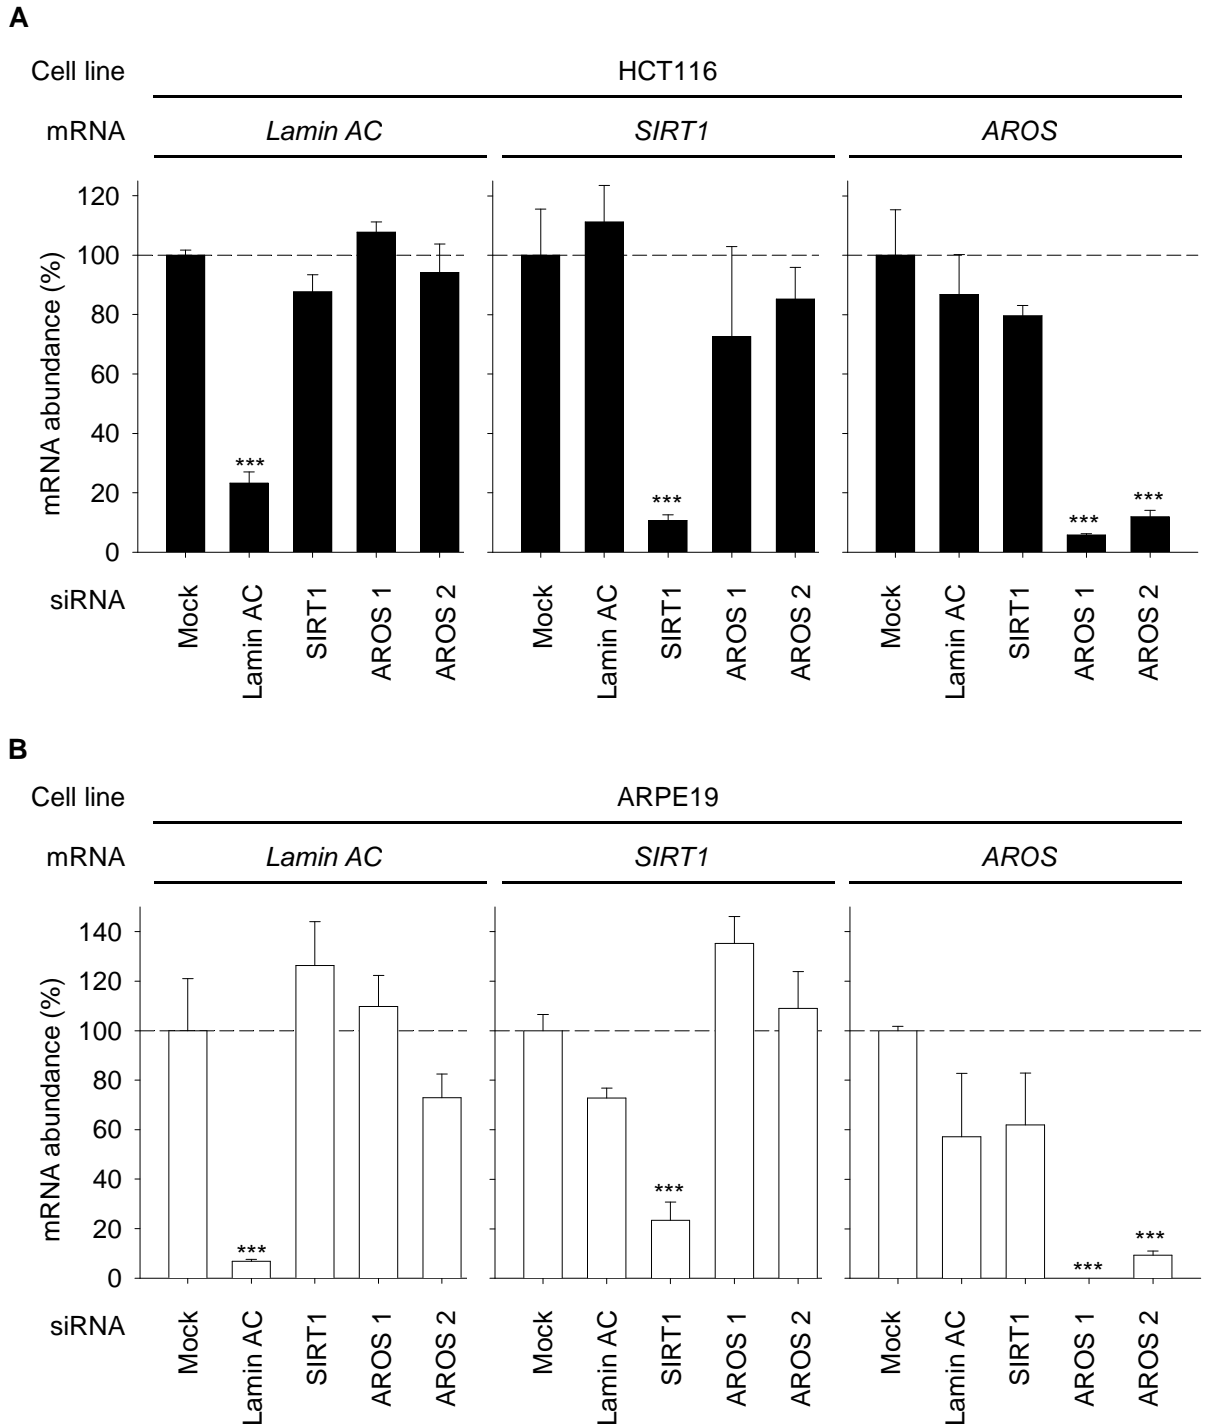 A
Cell line HCT116
mRNA Lamin AC SIRT1 AROS
120
100
80
60
40
20
0
mRNA abundance (%)
***
***
***
***
siRNA Mock Lamin AC SIRT1 AROS 1 AROS 2 Mock Lamin AC SIRT1 AROS 1 AROS 2 Mock Lamin AC SIRT1 AROS 1 AROS 2
B
Cell line ARPE19
mRNA Lamin AC SIRT1 AROS
140
120
100
80
60
40
20
0
mRNA abundance (%)
***
***
***
***
siRNA Mock Lamin AC SIRT1 AROS 1 AROS 2 Mock Lamin AC SIRT1 AROS 1 AROS 2 Mock Lamin AC SIRT1 AROS 1 AROS 2